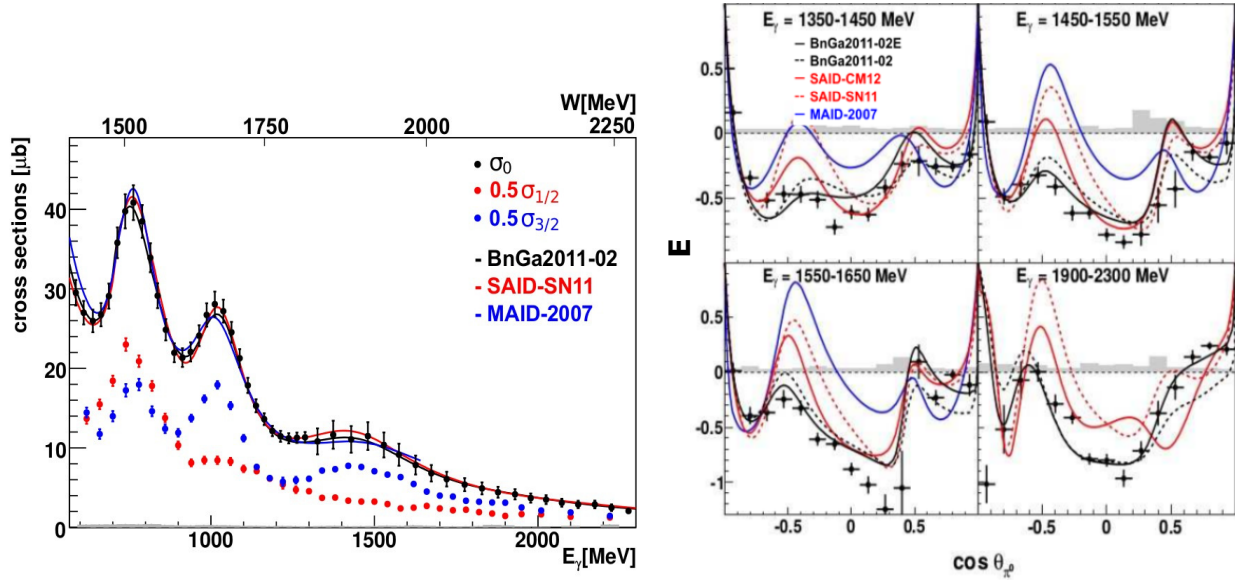 W[MeV]
1500 1750 2000 2250
cross sections [μb]
40
30
20
10
0
σ0
0.5σ1/2
0.5σ3/2
- BnGa2011-02
- SAID-SN11
- MAID-2007
1000 1500 2000
Eγ[MeV]
Eγ = 1350-1450 MeV
BnGa2011-02E
BnGa2011-02
SAID-CM12
SAID-SN11
MAID-2007
Eγ = 1450-1550 MeV
0.5
0
-0.5
E
Eγ = 1550-1650 MeV
Eγ = 1900-2300 MeV
0.5
0
-0.5
-1
-0.5 0 0.5 -0.5 0 0.5
cos θπ0